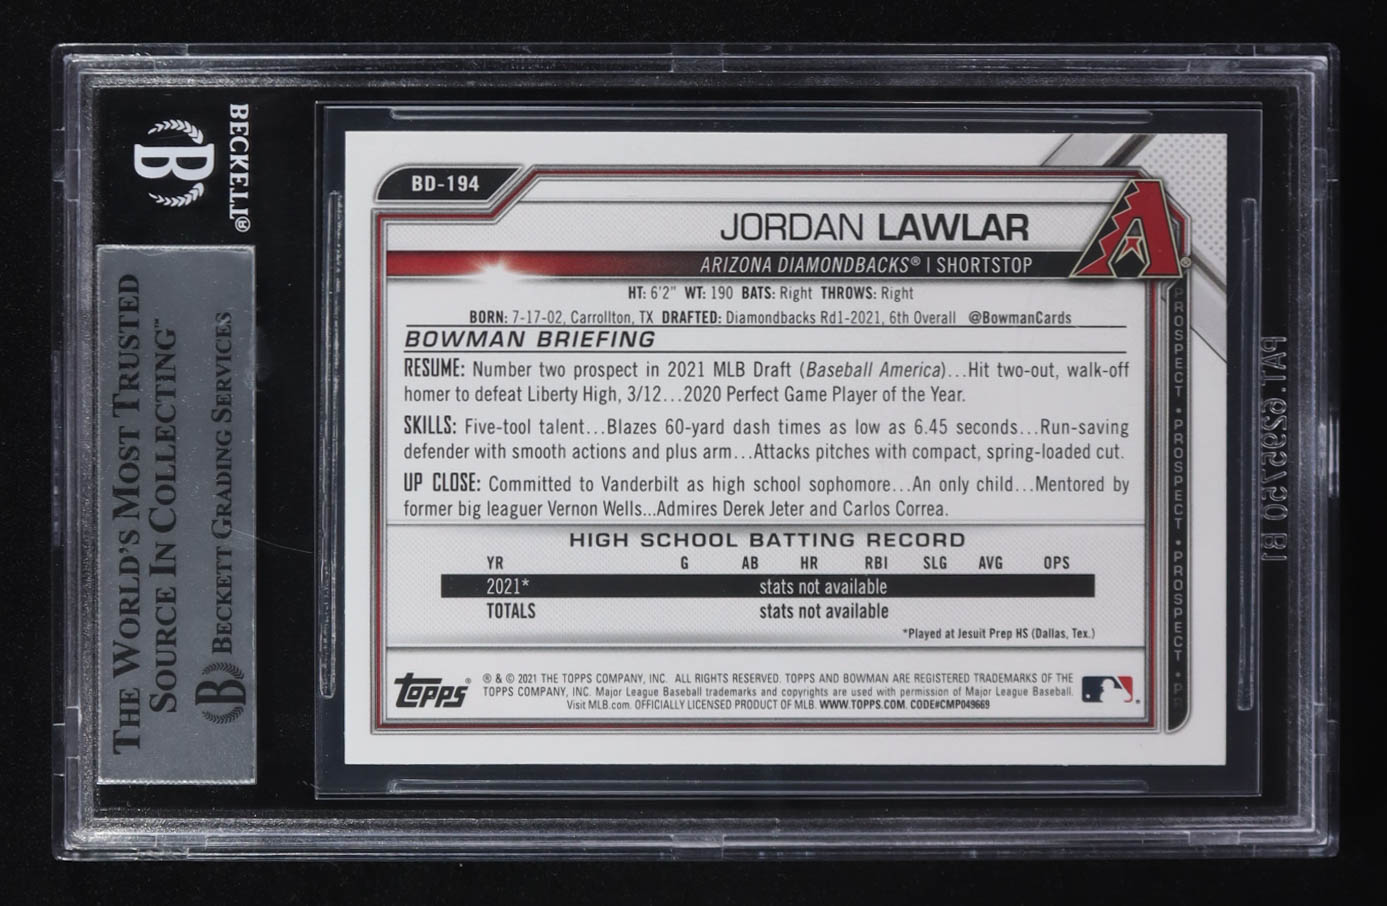 BECKETT®
B
THE WORLD'S MOST TRUSTED
SOURCE IN COLLECTING™
B BECKETT GRADING SERVICES
BD-194
JORDAN LAWLAR
ARIZONA DIAMONDBACKS® | SHORTSTOP
A ®
HT: 6'2" WT: 190 BATS: Right THROWS: Right
BORN: 7-17-02, Carrollton, TX DRAFTED: Diamondbacks Rd1-2021, 6th Overall @BowmanCards
BOWMAN BRIEFING
RESUME: Number two prospect in 2021 MLB Draft (Baseball America)...Hit two-out, walk-off
homer to defeat Liberty High, 3/12...2020 Perfect Game Player of the Year.
SKILLS: Five-tool talent...Blazes 60-yard dash times as low as 6.45 seconds...Run-saving
defender with smooth actions and plus arm...Attacks pitches with compact, spring-loaded cut.
UP CLOSE: Committed to Vanderbilt as high school sophomore...An only child...Mentored by
former big leaguer Vernon Wells...Admires Derek Jeter and Carlos Correa.
HIGH SCHOOL BATTING RECORD
YR G AB HR RBI SLG AVG OPS
2021* stats not available
TOTALS stats not available
*Played at Jesuit Prep HS (Dallas, Tex.)
TOPPS®
® & © 2021 THE TOPPS COMPANY, INC. ALL RIGHTS RESERVED. TOPPS AND BOWMAN ARE REGISTERED TRADEMARKS OF THE
TOPPS COMPANY, INC. Major League Baseball trademarks and copyrights are used with permission of Major League Baseball.
Visit MLB.com. OFFICIALLY LICENSED PRODUCT OF MLB. WWW.TOPPS.COM. CODE#CMP049669
PROSPECT • PROSPECT • PROSPECT • PR
PAT. 6295750 B1